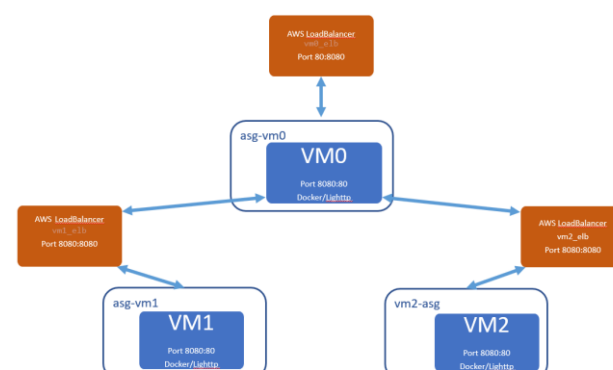 AWS LoadBalancer
vm0_elb
Port 80:8080
asg-vm0
VM0
Port 8080:80
Docker/Lighttp
AWS LoadBalancer
vm1_elb
Port 8080:8080
AWS LoadBalancer
vm2_elb
Port 8080:8080
asg-vm1
VM1
Port 8080:80
Docker/Lighttp
vm2-asg
VM2
Port 8080:80
Docker/Lighttp